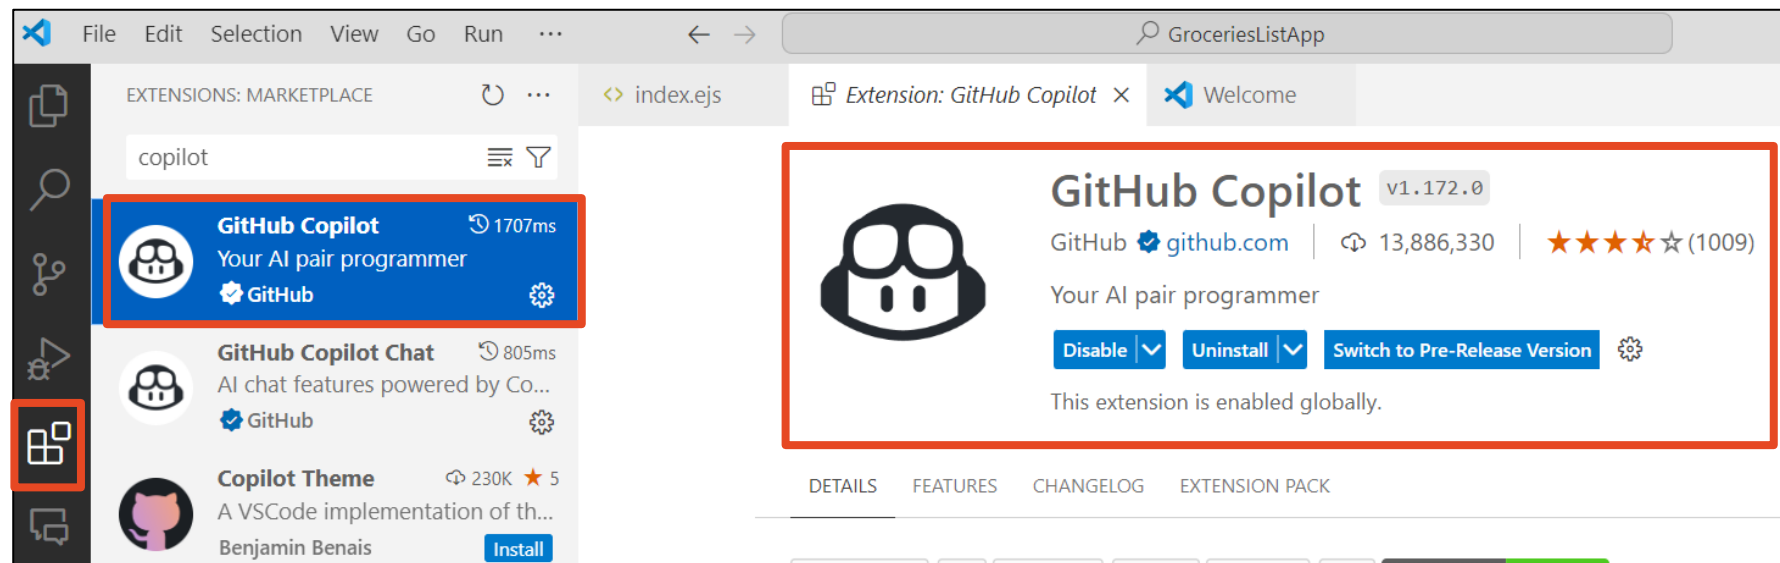 File Edit Selection View Go Run ···
GroceriesListApp
EXTENSIONS: MARKETPLACE
copilot
GitHub Copilot 1707ms
Your AI pair programmer
GitHub
GitHub Copilot Chat 805ms
AI chat features powered by Co...
GitHub
Copilot Theme 230K ★ 5
A VSCode implementation of th...
Benjamin Benais Install
index.ejs Extension: GitHub Copilot Welcome
GitHub Copilot v1.172.0
GitHub github.com 13,886,330 (1009)
Your AI pair programmer
Disable Uninstall Switch to Pre-Release Version
This extension is enabled globally.
DETAILS FEATURES CHANGELOG EXTENSION PACK